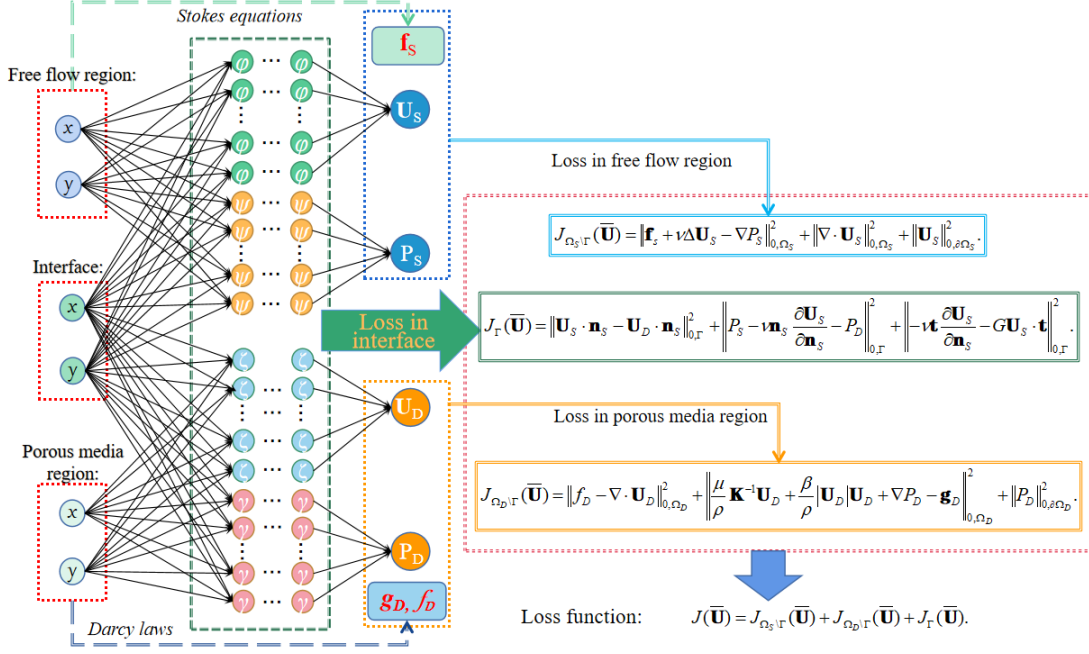 Stokes equations
f_S
Free flow region:
x
y
φ ··· φ
φ ··· φ
⋮ ⋮
φ ··· φ
φ ··· φ
ψ ··· ψ
ψ ··· ψ
⋮ ⋮
ψ ··· ψ
ψ ··· ψ
U_S
P_S
Loss in free flow region
J_{Ω_S\Γ}(Ū) = ‖f_s + νΔU_S − ∇P_S‖²_{0,Ω_S} + ‖∇·U_S‖²_{0,Ω_S} + ‖U_S‖²_{0,∂Ω_S}.
Interface:
x
y
Loss in
interface
J_Γ(Ū) = ‖U_S·n_S − U_D·n_S‖²_{0,Γ} + ‖P_S − νn_S ∂U_S/∂n_S − P_D‖²_{0,Γ} + ‖−νt ∂U_S/∂n_S − GU_S·t‖²_{0,Γ}.
ζ ··· ζ
ζ ··· ζ
⋮ ··· ⋮
ζ ··· ζ
ζ ··· ζ
γ ··· γ
γ ··· γ
⋮ ⋮
γ ··· γ
γ ··· γ
U_D
P_D
Loss in porous media region
J_{Ω_D\Γ}(Ū) = ‖f_D − ∇·U_D‖²_{0,Ω_D} + ‖(μ/ρ)K⁻¹U_D + (β/ρ)|U_D|U_D + ∇P_D − g_D‖²_{0,Ω_D} + ‖P_D‖²_{0,∂Ω_D}.
Porous media
region:
x
y
g_D, f_D
Darcy laws
Loss function: J(Ū) = J_{Ω_S\Γ}(Ū) + J_{Ω_D\Γ}(Ū) + J_Γ(Ū).